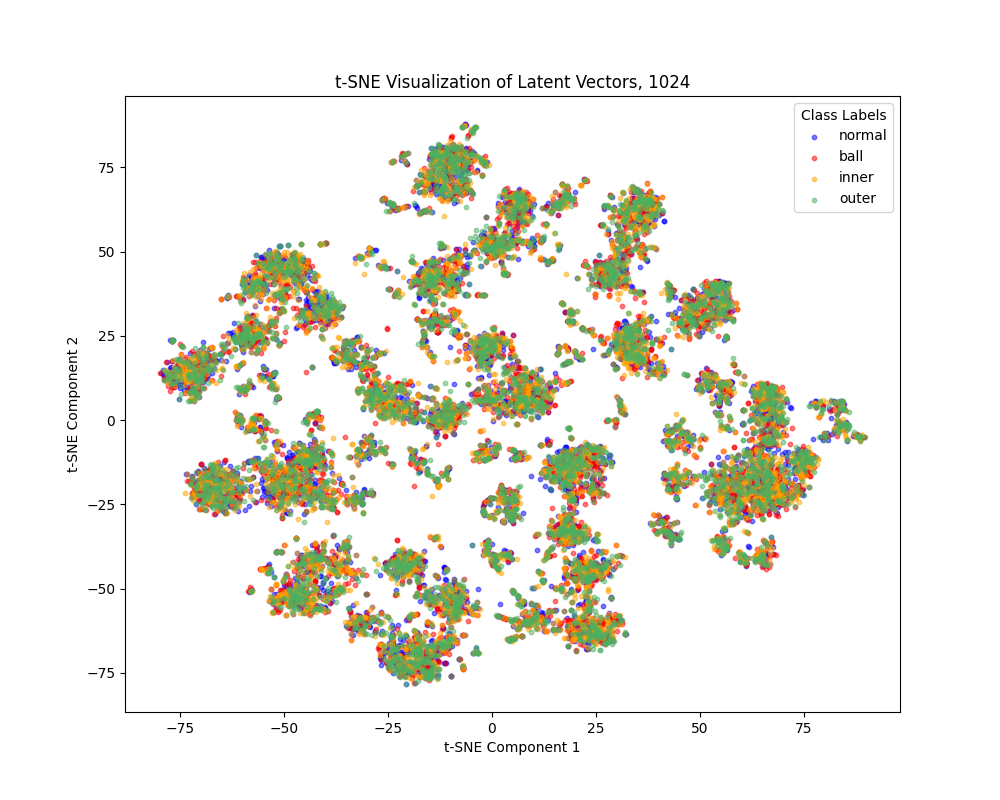 t-SNE Visualization of Latent Vectors, 1024
Class Labels
normal
ball
inner
outer
75
50
25
0
−25
−50
−75
t-SNE Component 2
−75
−50
−25
0
25
50
75
t-SNE Component 1